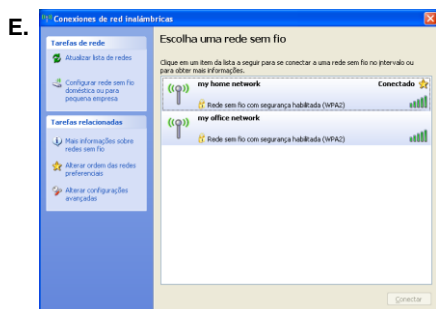 E.
Conexiones de red inalámbricas
Tarefas de rede
Atualizar lista de redes
Configurar rede sem fio
doméstica ou para
pequena empresa
Tarefas relacionadas
Mais informações sobre
redes sem fio
Alterar ordem das redes
preferenciais
Alterar configurações
avançadas
Escolha uma rede sem fio
Clique em um item da lista a seguir para se conectar a uma rede sem fio no intervalo ou
para obter mais informações.
my home network Conectado
Rede sem fio com segurança habilitada (WPA2)
my office network
Rede sem fio com segurança habilitada (WPA2)
Conectar